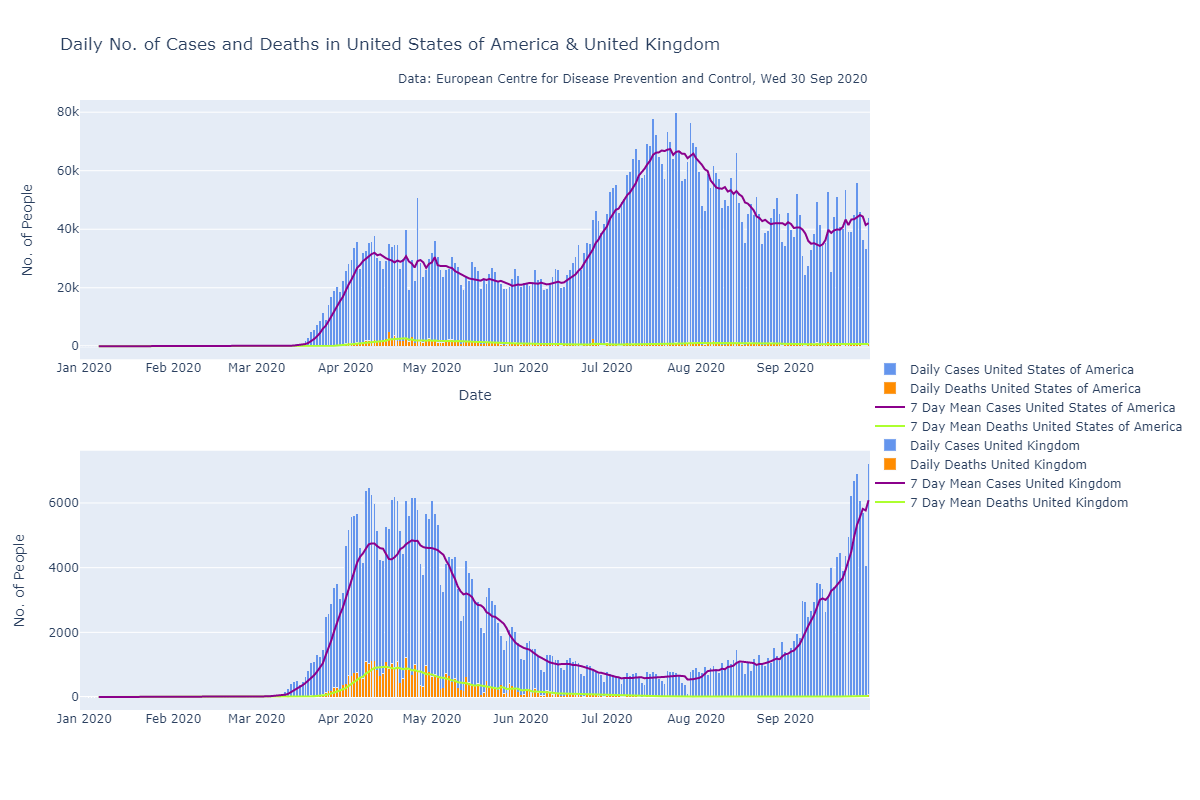 Daily No. of Cases and Deaths in United States of America & United Kingdom
Data: European Centre for Disease Prevention and Control, Wed 30 Sep 2020
No. of People
80k
60k
40k
20k
0
Jan 2020 Feb 2020 Mar 2020 Apr 2020 May 2020 Jun 2020 Jul 2020 Aug 2020 Sep 2020
Date
Daily Cases United States of America
Daily Deaths United States of America
7 Day Mean Cases United States of America
7 Day Mean Deaths United States of America
Daily Cases United Kingdom
Daily Deaths United Kingdom
7 Day Mean Cases United Kingdom
7 Day Mean Deaths United Kingdom
No. of People
6000
4000
2000
0
Jan 2020 Feb 2020 Mar 2020 Apr 2020 May 2020 Jun 2020 Jul 2020 Aug 2020 Sep 2020